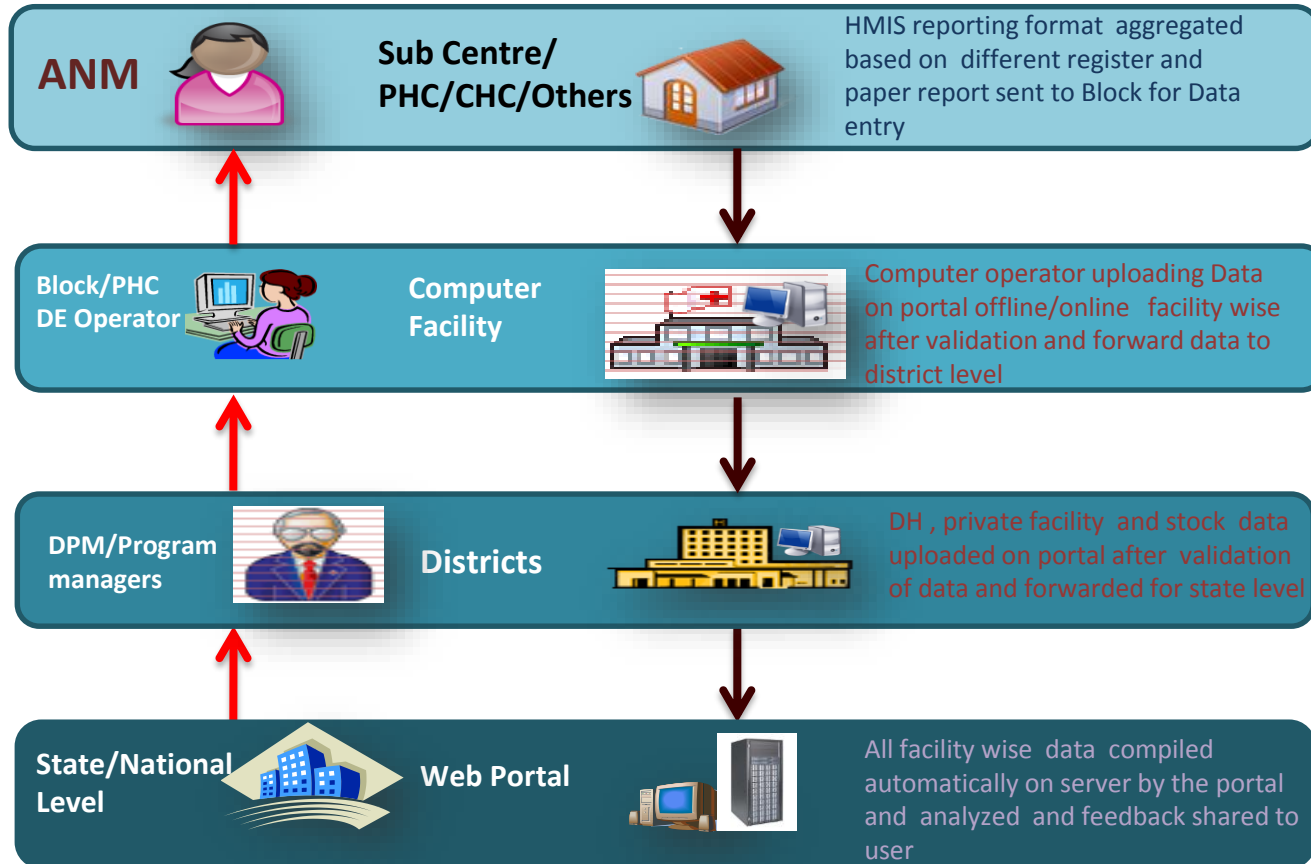 ANM
Sub Centre/
PHC/CHC/Others
HMIS reporting format aggregated
based on different register and
paper report sent to Block for Data
entry
Block/PHC
DE Operator
Computer
Facility
Computer operator uploading Data
on portal offline/online facility wise
after validation and forward data to
district level
DPM/Program
managers
Districts
DH , private facility and stock data
uploaded on portal after validation
of data and forwarded for state level
State/National
Level
Web Portal
All facility wise data compiled
automatically on server by the portal
and analyzed and feedback shared to
user